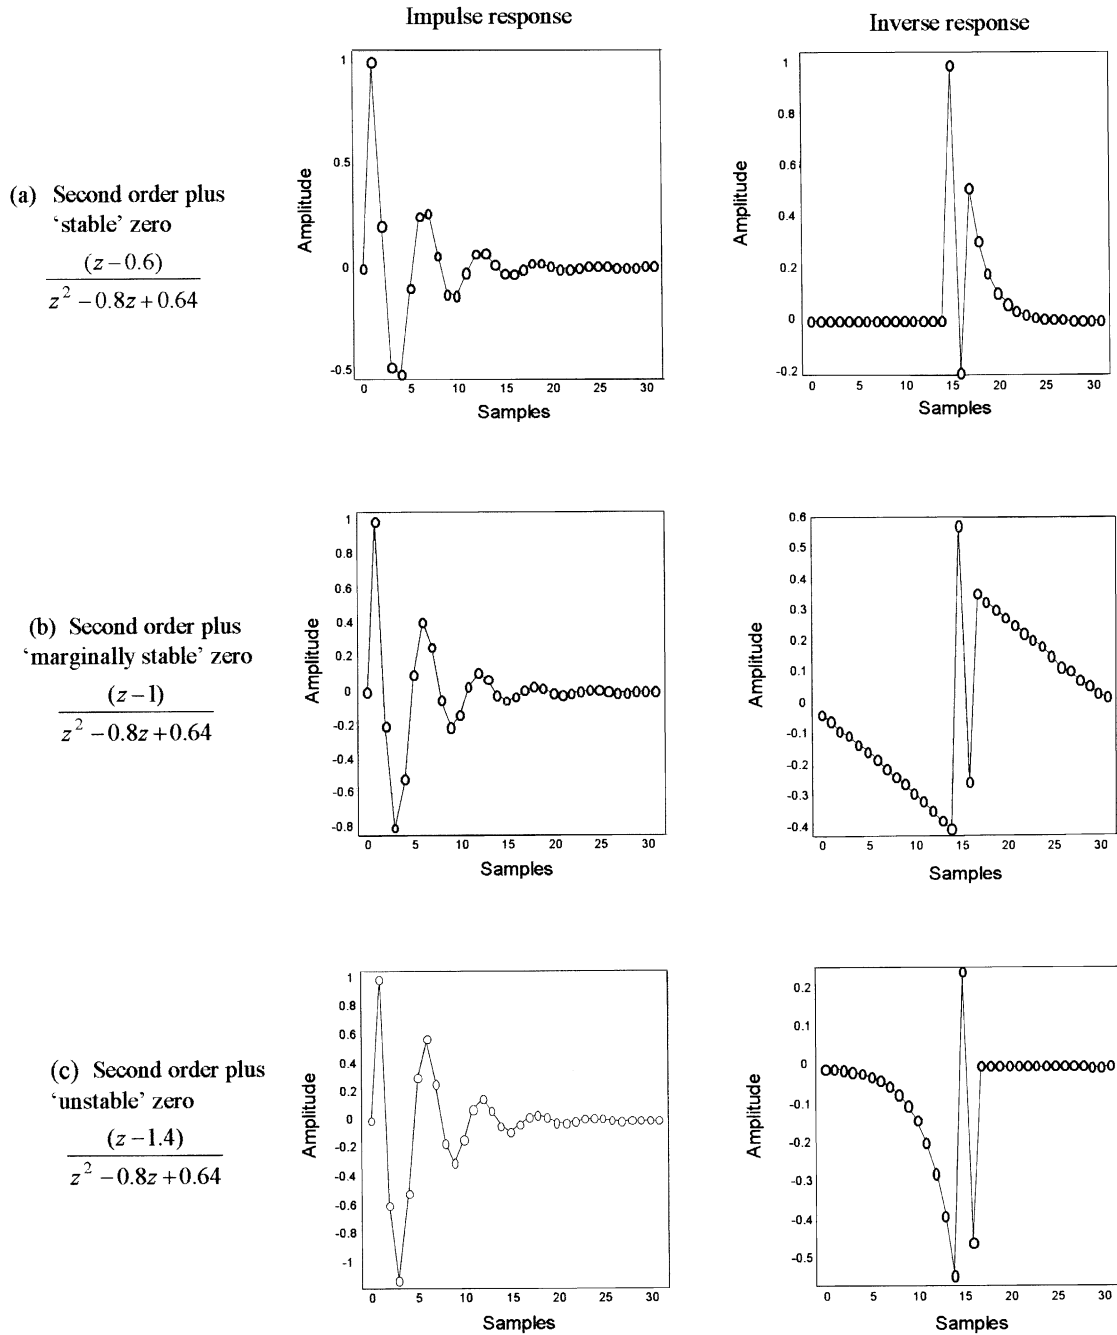 Impulse response
Inverse response
(a) Second order plus
‘stable’ zero
(z − 0.6)
z² − 0.8z + 0.64
Amplitude
1
0.5
0
-0.5
0 5 10 15 20 25 30
Samples
Amplitude
1
0.8
0.6
0.4
0.2
0
-0.2
0 5 10 15 20 25 30
Samples
(b) Second order plus
‘marginally stable’ zero
(z − 1)
z² − 0.8z + 0.64
Amplitude
1
0.8
0.6
0.4
0.2
0
-0.2
-0.4
-0.6
-0.8
0 5 10 15 20 25 30
Samples
Amplitude
0.6
0.5
0.4
0.3
0.2
0.1
0
-0.1
-0.2
-0.3
-0.4
0 5 10 15 20 25 30
Samples
(c) Second order plus
‘unstable’ zero
(z − 1.4)
z² − 0.8z + 0.64
Amplitude
1
0.8
0.6
0.4
0.2
0
-0.2
-0.4
-0.6
-0.8
-1
0 5 10 15 20 25 30
Samples
Amplitude
0.2
0.1
0
-0.1
-0.2
-0.3
-0.4
-0.5
0 5 10 15 20 25 30
Samples